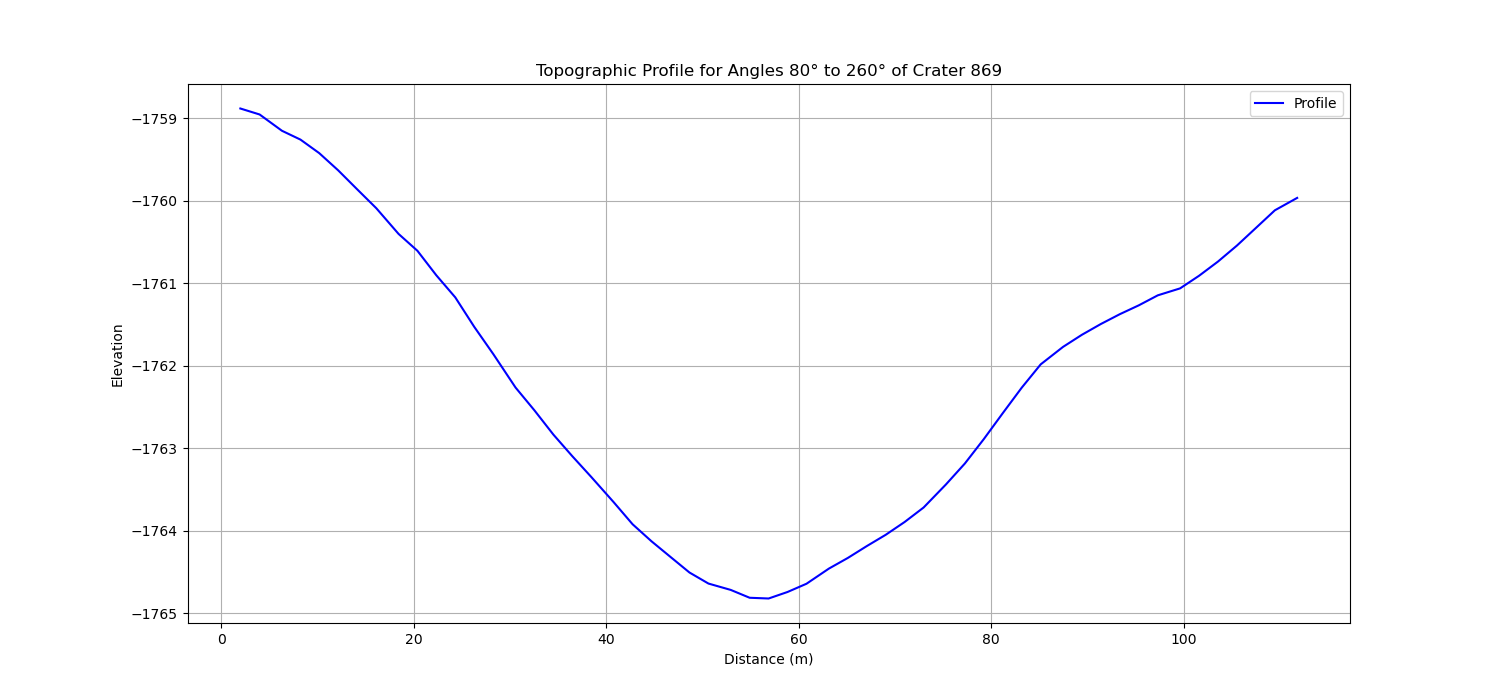 Topographic Profile for Angles 80° to 260° of Crater 869
Profile
−1759
−1760
−1761
−1762
−1763
−1764
−1765
Elevation
0 20 40 60 80 100
Distance (m)